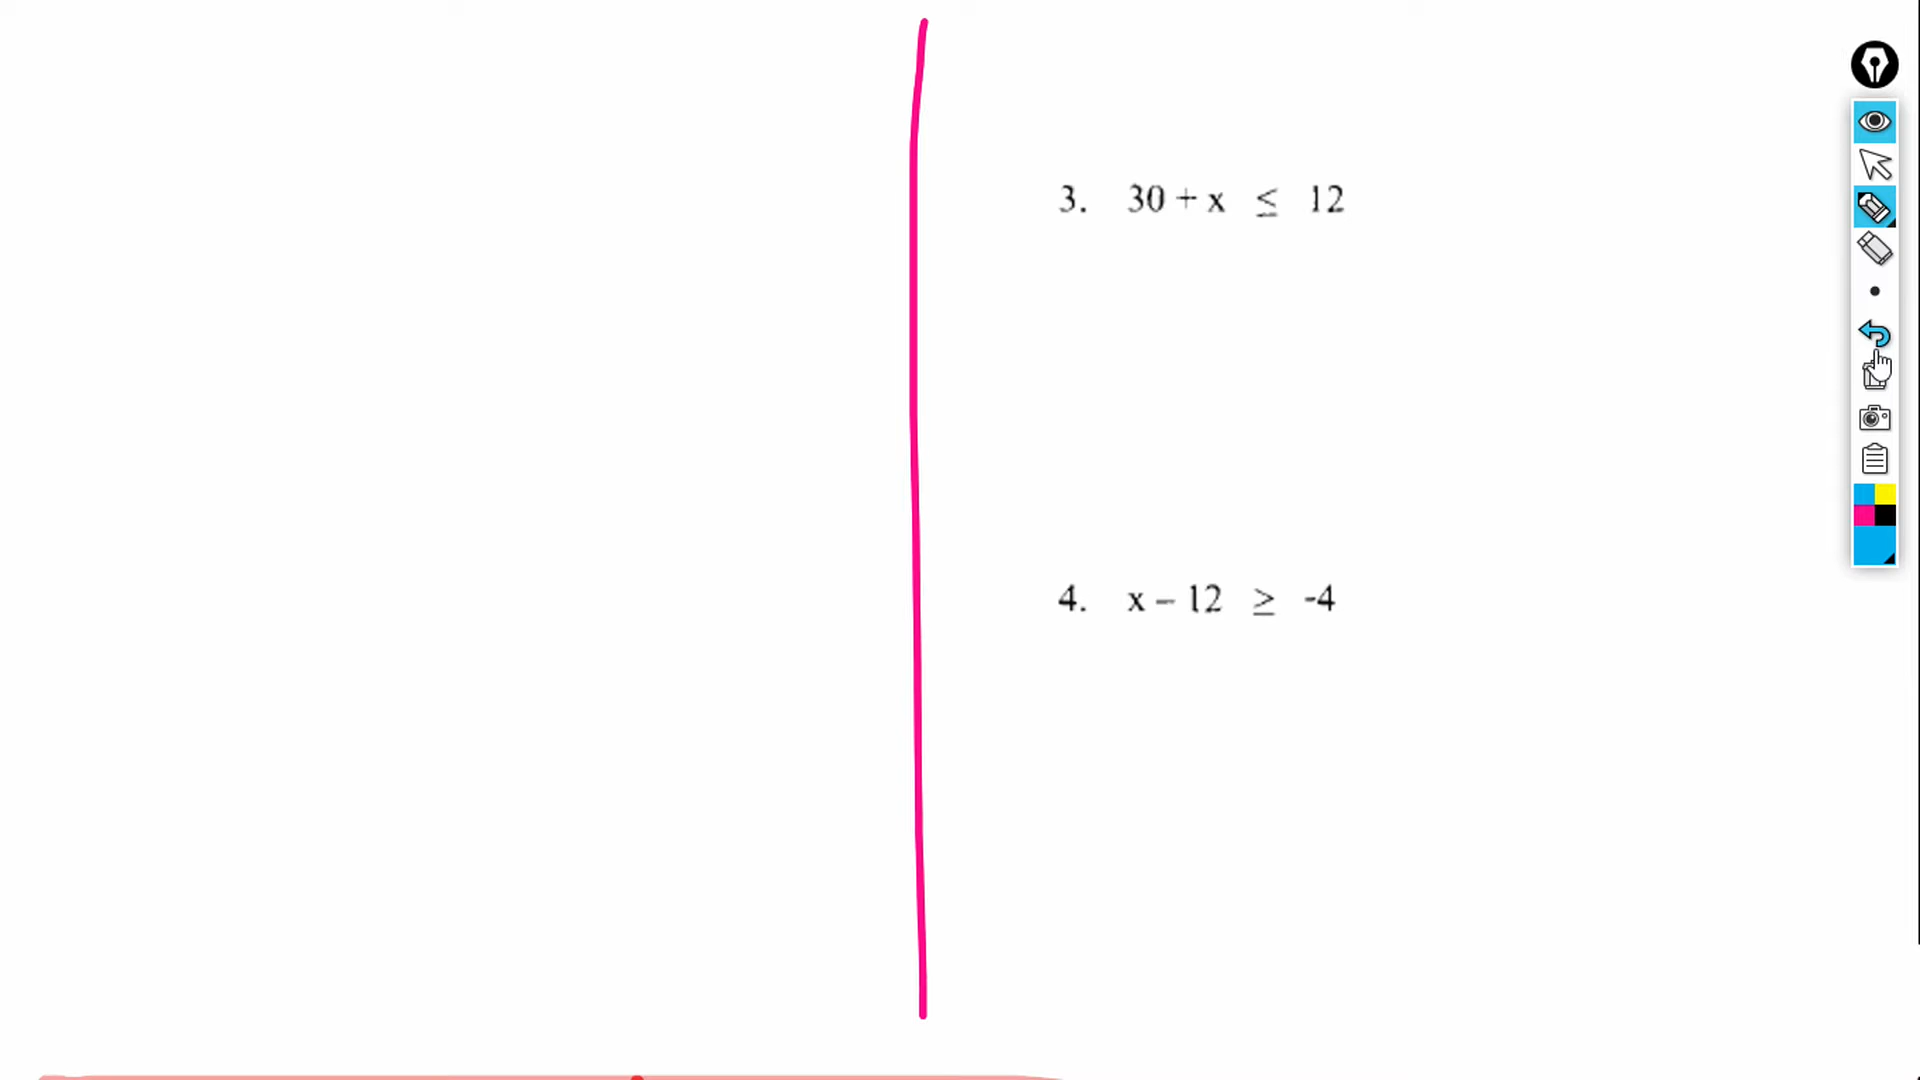 3. 30 + x ≤ 12
4. x – 12 ≥ -4